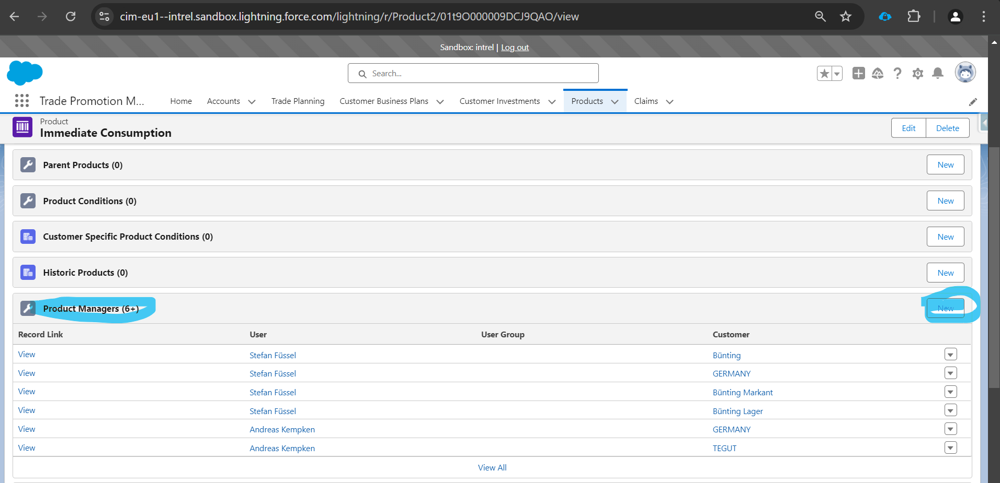 cim-eu1--intrel.sandbox.lightning.force.com/lightning/r/Product2/01t9O000009DCJ9QAO/view
Sandbox: intrel | Log out
Search...
Trade Promotion M... Home Accounts Trade Planning Customer Business Plans Customer Investments Products Claims
Product
Immediate Consumption Edit Delete
Parent Products (0) New
Product Conditions (0) New
Customer Specific Product Conditions (0) New
Historic Products (0) New
Product Managers (6+) New
Record Link User User Group Customer
View Stefan Füssel Bünting
View Stefan Füssel GERMANY
View Stefan Füssel Bünting Markant
View Stefan Füssel Bünting Lager
View Andreas Kempken GERMANY
View Andreas Kempken TEGUT
View All